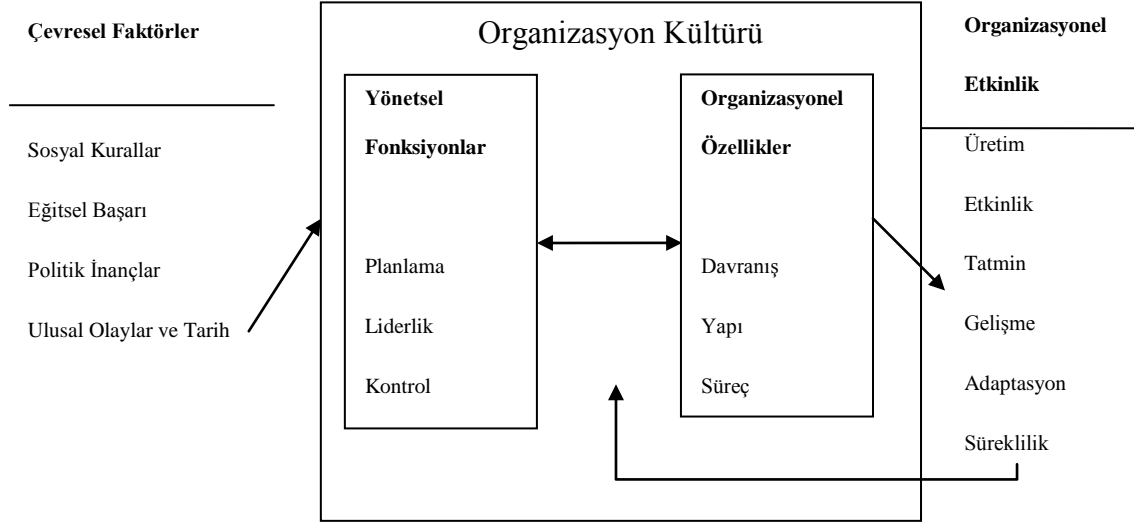 Çevresel Faktörler
Sosyal Kurallar
Eğitsel Başarı
Politik İnançlar
Ulusal Olaylar ve Tarih
Organizasyon Kültürü
Yönetsel
Fonksiyonlar
Planlama
Liderlik
Kontrol
Organizasyonel
Özellikler
Davranış
Yapı
Süreç
Organizasyonel
Etkinlik
Üretim
Etkinlik
Tatmin
Gelişme
Adaptasyon
Süreklilik